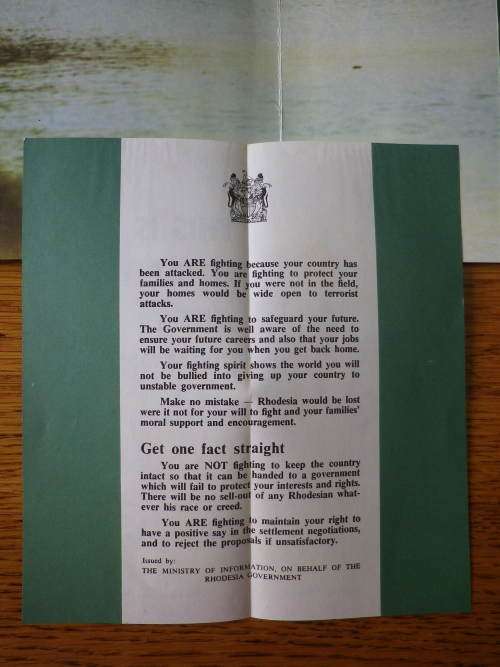 You ARE fighting because your country has
been attacked. You are fighting to protect your
families and homes. If you were not in the field,
your homes would be wide open to terrorist
attacks.
You ARE fighting to safeguard your future.
The Government is well aware of the need to
ensure your future careers and also that your jobs
will be waiting for you when you get back home.
Your fighting spirit shows the world you will
not be bullied into giving up your country to
unstable government.
Make no mistake — Rhodesia would be lost
were it not for your will to fight and your families'
moral support and encouragement.
Get one fact straight
You are NOT fighting to keep the country
intact so that it can be handed to a government
which will fail to protect your interests and rights.
There will be no sell-out of any Rhodesian what-
ever his race or creed.
You ARE fighting to maintain your right to
have a positive say in the settlement negotiations,
and to reject the proposals if unsatisfactory.
Issued by:
THE MINISTRY OF INFORMATION, ON BEHALF OF THE
RHODESIA GOVERNMENT